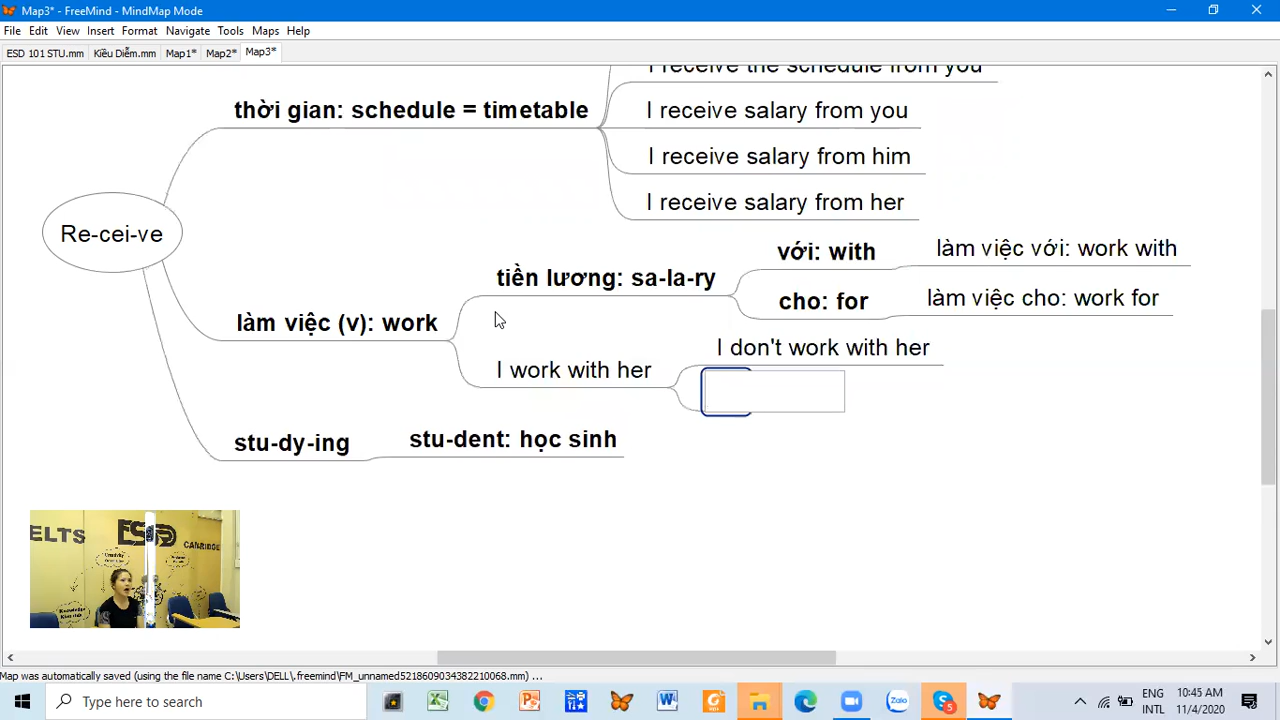 Map3* - FreeMind - MindMap Mode
File Edit View Insert Format Navigate Tools Maps Help
ESD 101 STU.mm Kiều Diễm.mm Map1* Map2* Map3*
I receive the schedule from you
thời gian: schedule = timetable
I receive salary from you
I receive salary from him
I receive salary from her
Re-cei-ve
tiền lương: sa-la-ry
với: with
làm việc với: work with
cho: for
làm việc cho: work for
làm việc (v): work
I work with her
I don't work with her
stu-dy-ing
stu-dent: học sinh
ELTS ESD
Map was automatically saved (using the file name C:\Users\DELL\.freemind\FM_unnamed5218609034382210068.mm) ...
Type here to search
Zalo
5
ENG
INTL
10:45 AM
11/4/2020